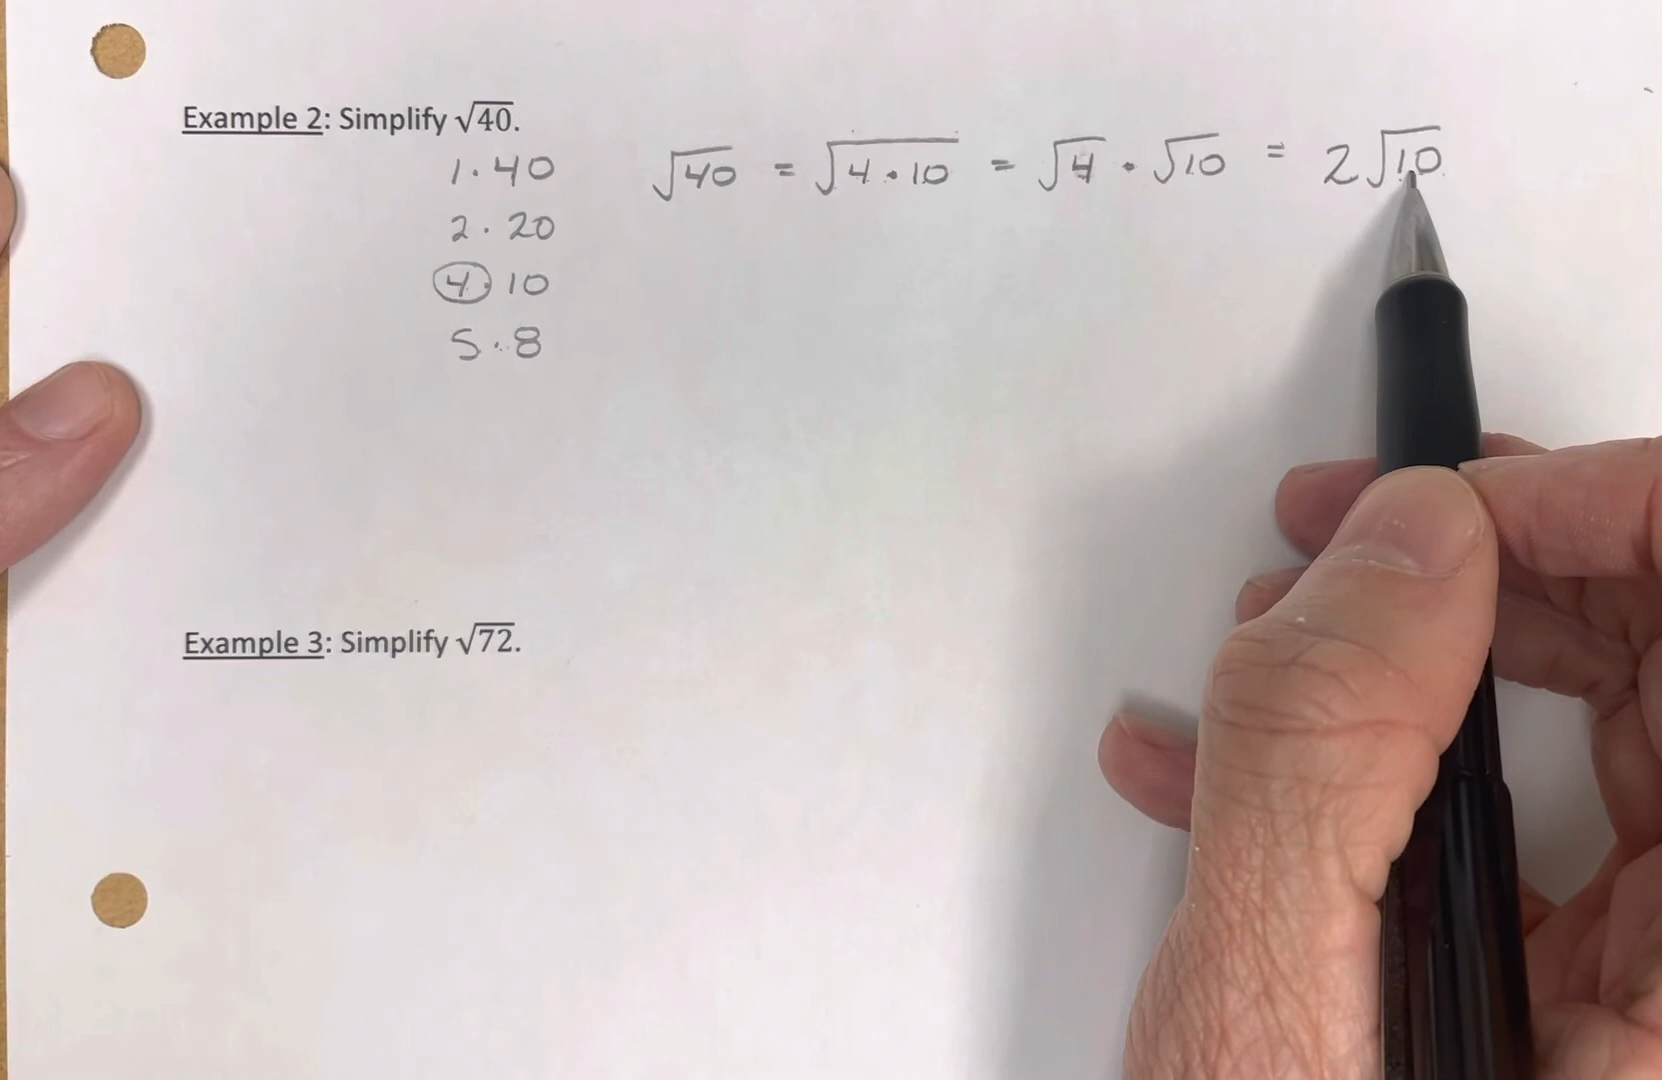 Example 2: Simplify √40.
1·40 √40 = √4·10 = √4 · √10 = 2√10
2·20
4·10
5·8
Example 3: Simplify √72.